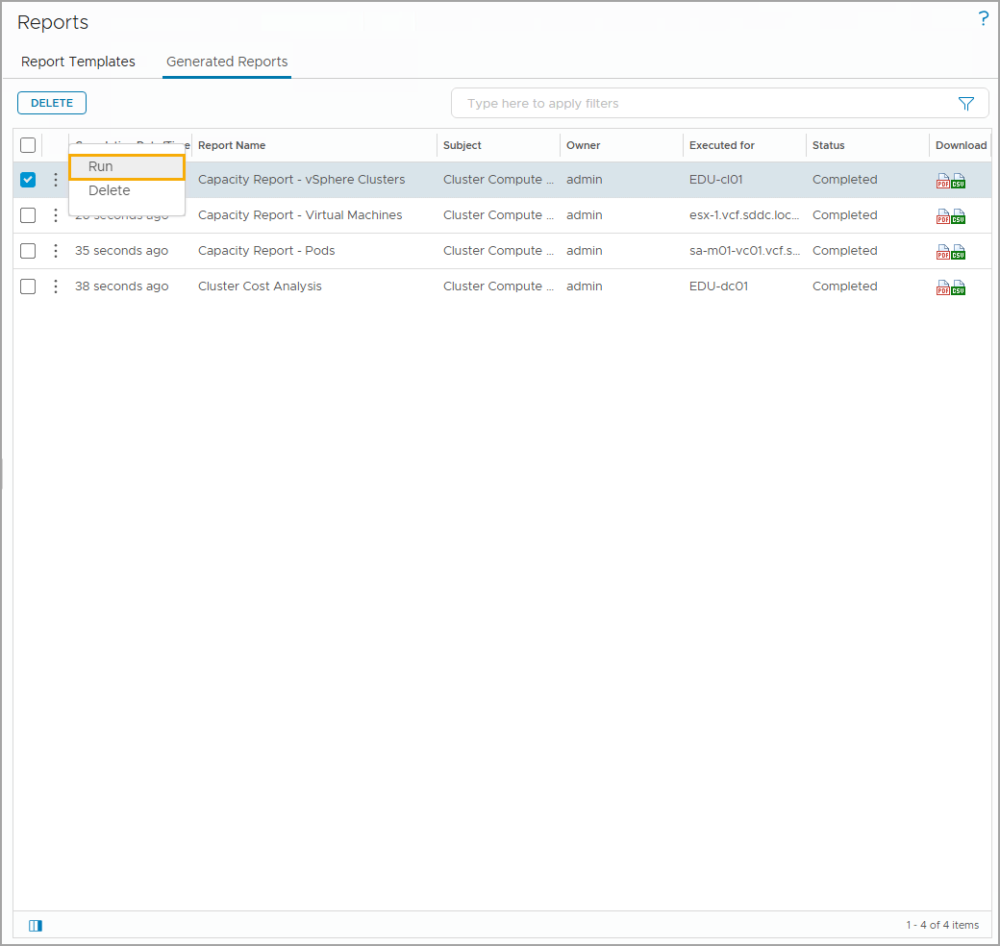 Reports ?
Report Templates Generated Reports
DELETE Type here to apply filters
Report Name Subject Owner Executed for Status Download
Run
Capacity Report - vSphere Clusters Cluster Compute ... admin EDU-cl01 Completed PDF CSV
Delete
seconds ago Capacity Report - Virtual Machines Cluster Compute ... admin esx-1.vcf.sddc.loc... Completed PDF CSV
35 seconds ago Capacity Report - Pods Cluster Compute ... admin sa-m01-vc01.vcf.s... Completed PDF CSV
38 seconds ago Cluster Cost Analysis Cluster Compute ... admin EDU-dc01 Completed PDF CSV
1 - 4 of 4 items